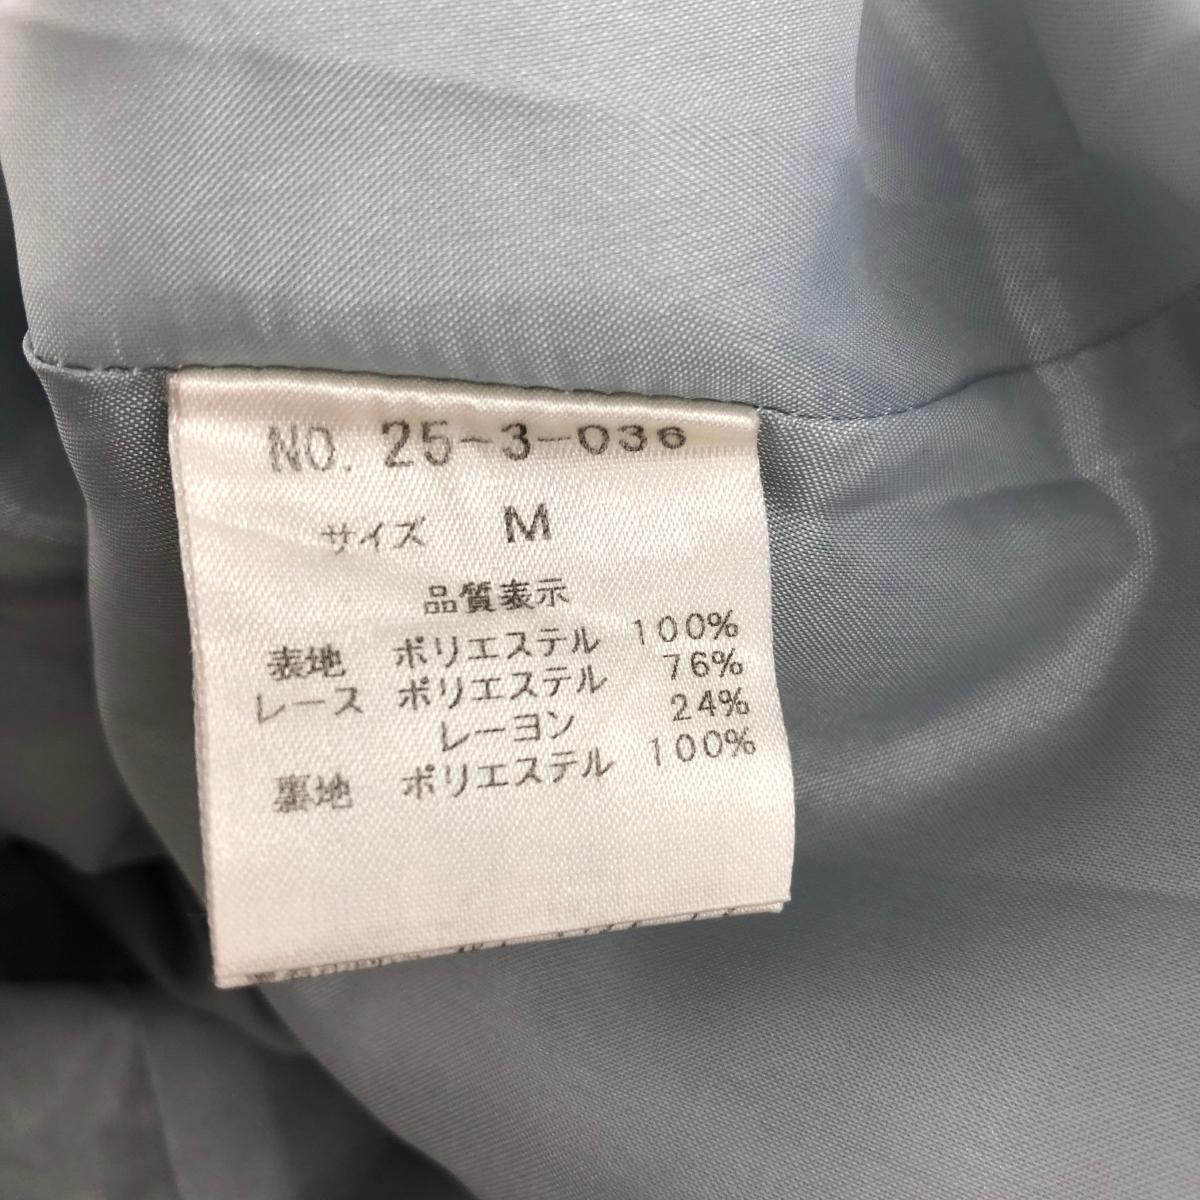 NO. 25-3-036
サイズ M
品質表示
表地 ポリエステル 100%
レース ポリエステル 76%
レーヨン 24%
裏地 ポリエステル 100%